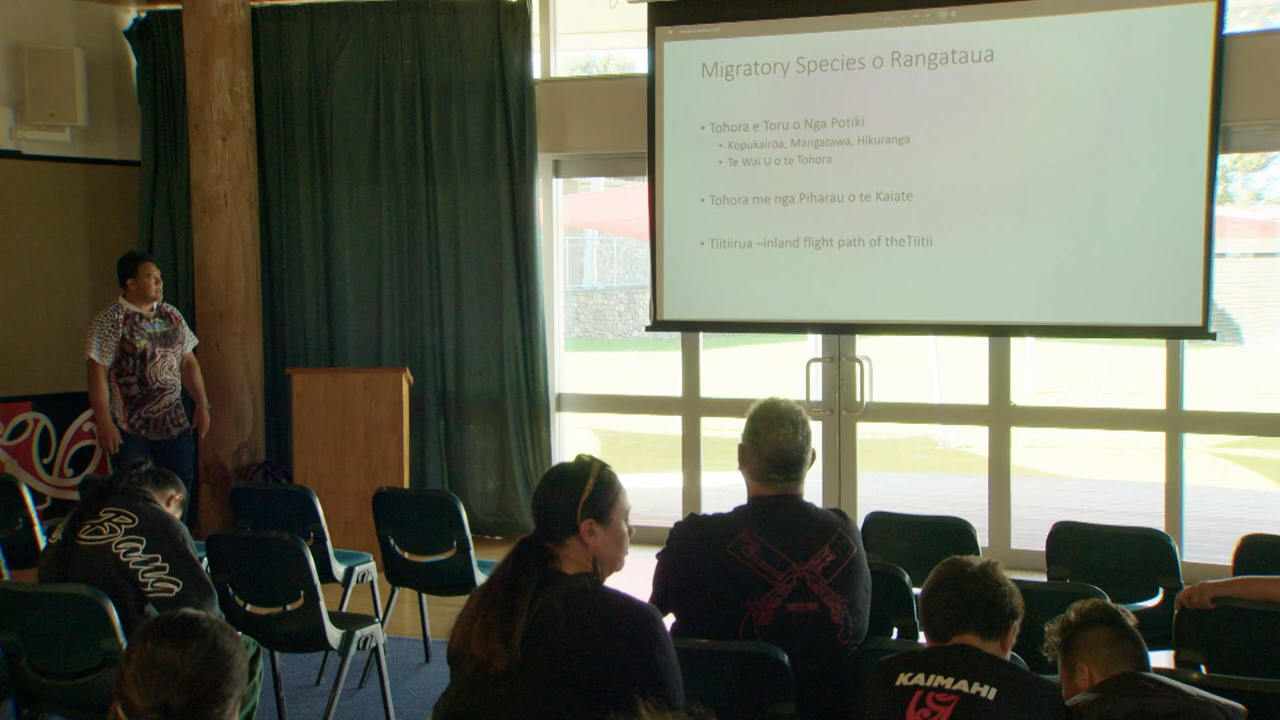 Migratory Species o Rangataua
• Tohora e Toru o Nga Potiki
• Kopukairoa, Mangatawa, Hikuranga
• Te Wai U o te Tohora
• Tohora me nga Piharau o te Kaiate
• Tiitiirua –inland flight path of theTiitii
Bang
KAIMAHI